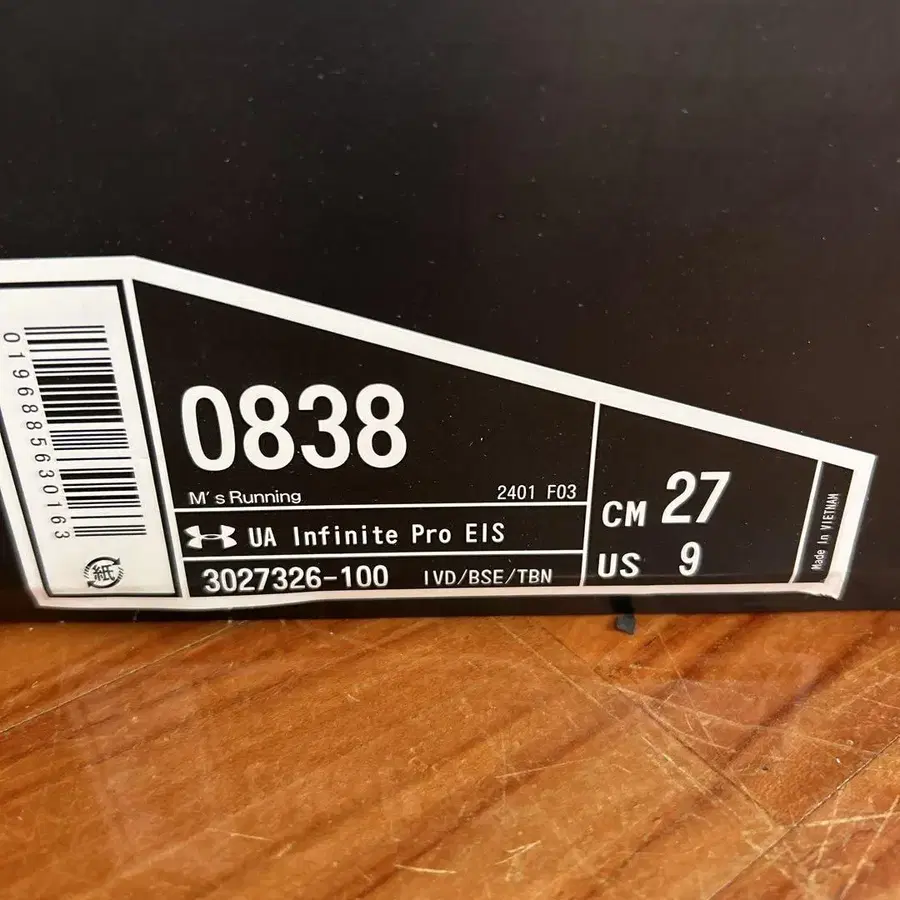 0196885630163
紙
0838
M's Running
2401 F03
UA Infinite Pro EIS
3027326-100
IVD/BSE/TBN
CM 27
US 9
Made in VIETNAM